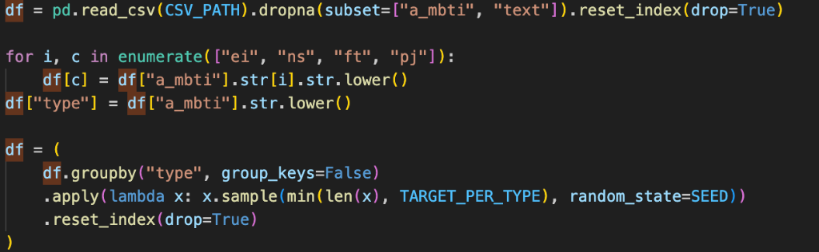 df = pd.read_csv(CSV_PATH).dropna(subset=["a_mbti", "text"]).reset_index(drop=True)
for i, c in enumerate(["ei", "ns", "ft", "pj"]):
    df[c] = df["a_mbti"].str[i].str.lower()
df["type"] = df["a_mbti"].str.lower()
df = (
    df.groupby("type", group_keys=False)
    .apply(lambda x: x.sample(min(len(x), TARGET_PER_TYPE), random_state=SEED))
    .reset_index(drop=True)
)